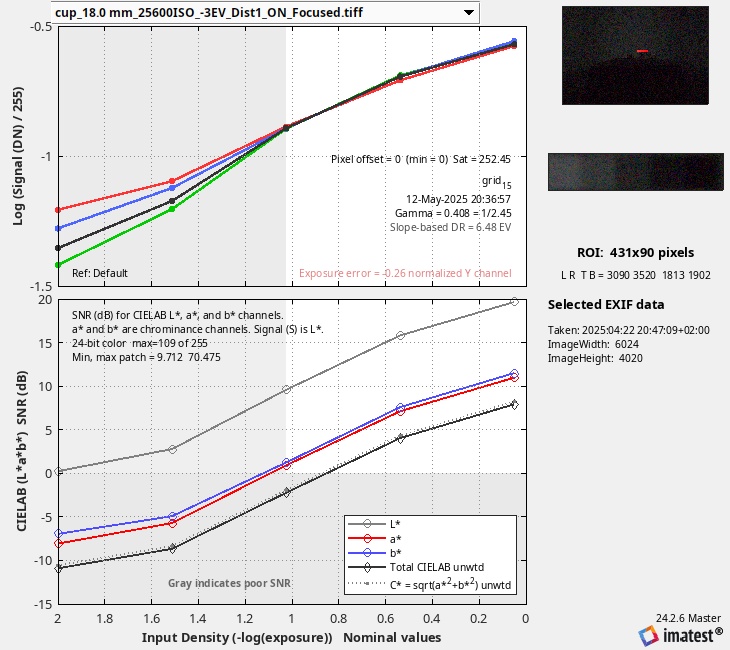 cup_18.0 mm_25600ISO_-3EV_Dist1_ON_Focused.tiff
-0.5
-1
-1.5
Log (Signal (DN) / 255)
Pixel offset = 0 (min = 0) Sat = 252.45
grid15
12-May-2025 20:36:57
Gamma = 0.408 = 1/2.45
Slope-based DR = 6.48 EV
Ref: Default
Exposure error = -0.26 normalized Y channel
ROI: 431x90 pixels
L R T B = 3090 3520 1813 1902
Selected EXIF data
Taken: 2025:04:22 20:47:09+02:00
ImageWidth: 6024
ImageHeight: 4020
20
15
10
5
0
-5
-10
-15
CIELAB (L*a*b*) SNR (dB)
SNR (dB) for CIELAB L*, a*, and b* channels.
a* and b* are chrominance channels. Signal (S) is L*.
24-bit color max=109 of 255
Min, max patch = 9.712 70.475
L*
a*
b*
Total CIELAB unwtd
C* = sqrt(a*2+b*2) unwtd
Gray indicates poor SNR
2 1.8 1.6 1.4 1.2 1 0.8 0.6 0.4 0.2 0
Input Density (-log(exposure)) Nominal values
24.2.6 Master
imatest®